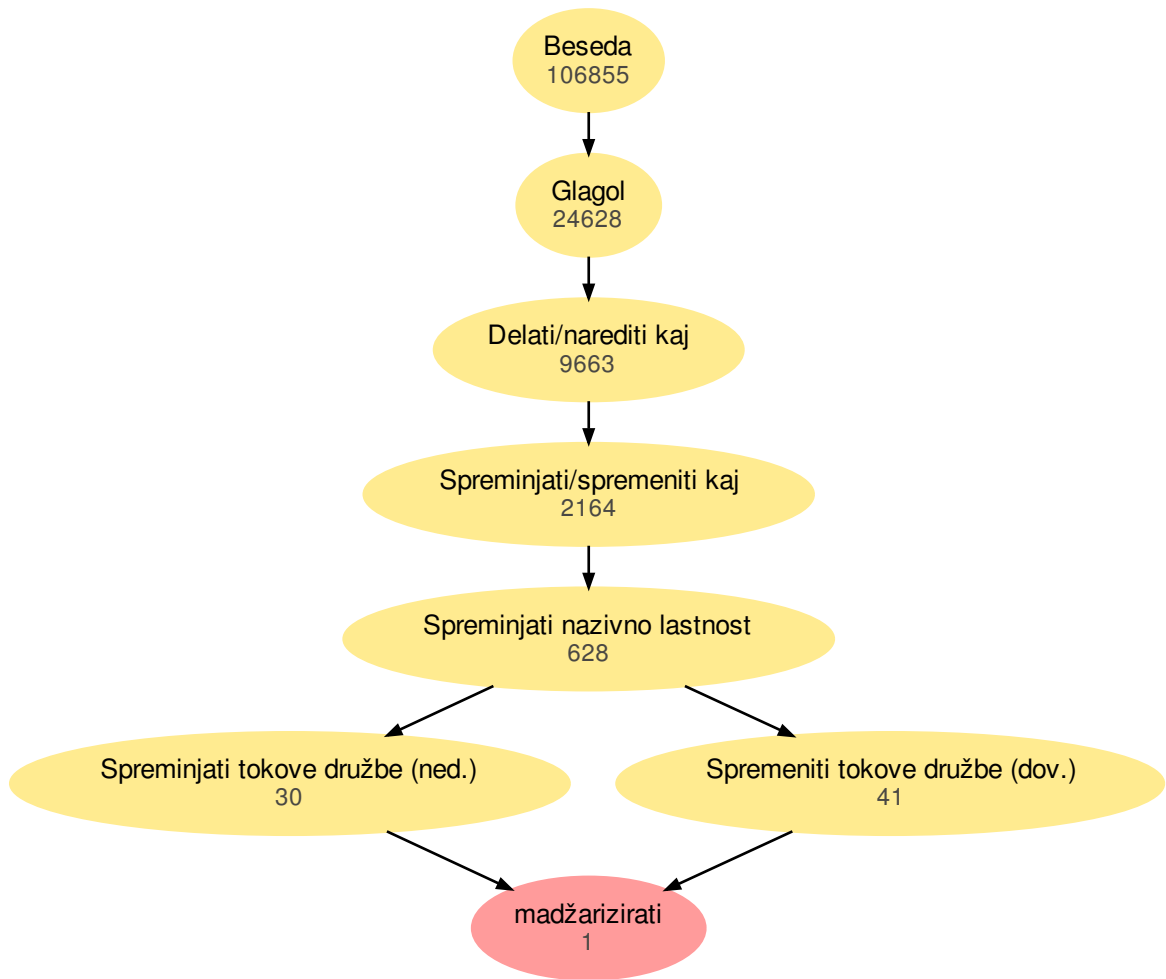 Beseda
106855
Glagol
24628
Delati/narediti kaj
9663
Spreminjati/spremeniti kaj
2164
Spreminjati nazivno lastnost
628
Spreminjati tokove družbe (ned.)
30
Spremeniti tokove družbe (dov.)
41
madžarizirati
1